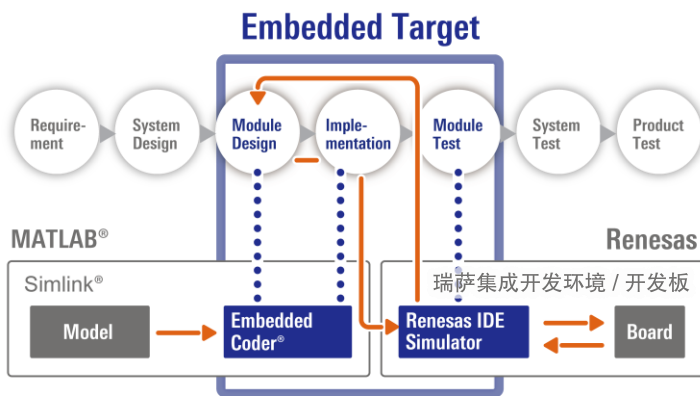 Embedded Target
Require-
ment
System
Design
Module
Design
Imple-
mentation
Module
Test
System
Test
Product
Test
MATLAB®
Renesas
Simlink®
瑞萨集成开发环境 / 开发板
Model
Embedded
Coder®
Renesas IDE
Simulator
Board